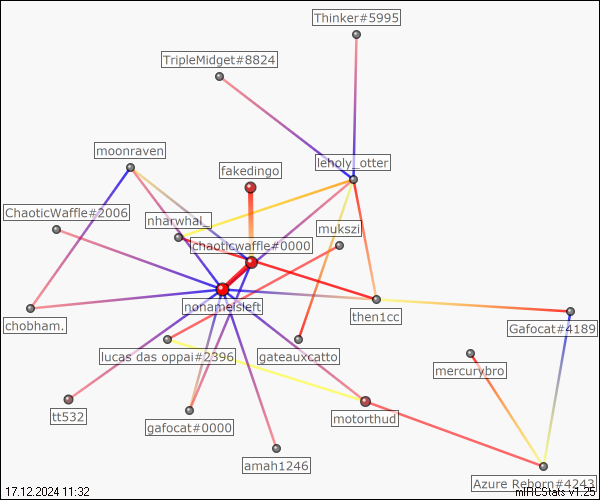 Thinker#5995
TripleMidget#8824
moonraven
leholy_otter
fakedingo
ChaoticWaffle#2006
nharwhal_
mukszi
chaoticwaffle#0000
nonameisleft
chobham.
then1cc
Gafocat#4189
lucas das oppai#2396
gateauxcatto
mercurybro
tt532
gafocat#0000
motorthud
amah1246
Azure Reborn#4243
17.12.2024 11:32
mIRCStats v1.25